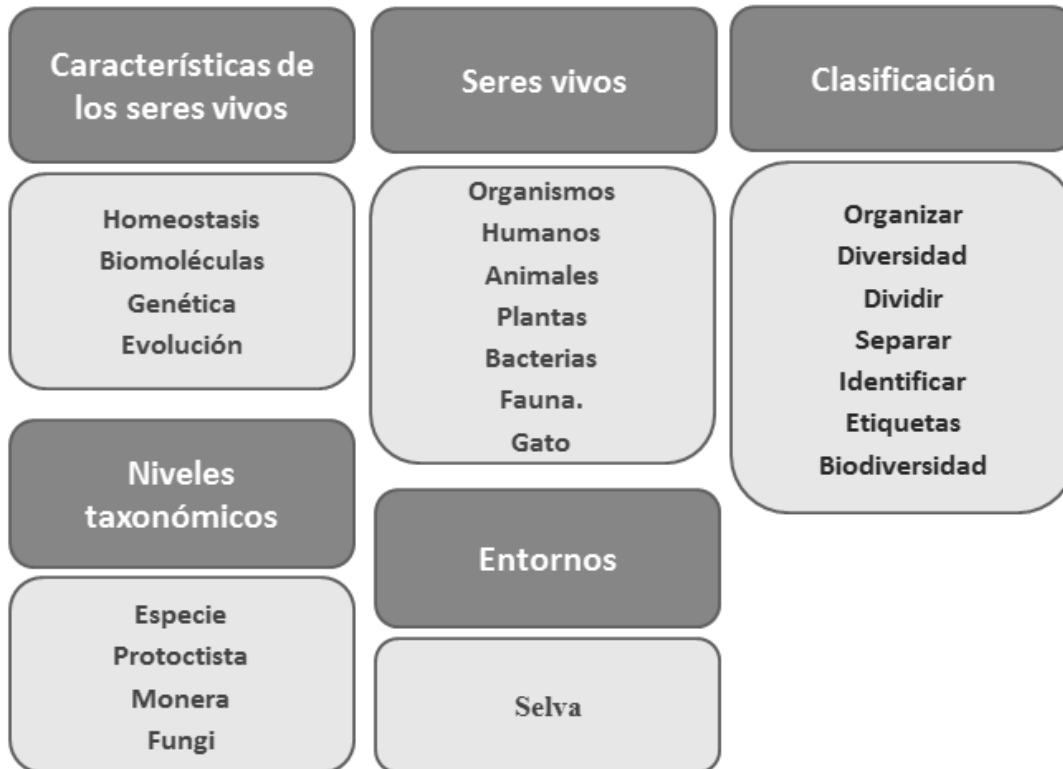 Características de
los seres vivos
Homeostasis
Biomoléculas
Genética
Evolución
Niveles
taxonómicos
Especie
Protoctista
Monera
Fungi
Seres vivos
Organismos
Humanos
Animales
Plantas
Bacterias
Fauna.
Gato
Entornos
Selva
Clasificación
Organizar
Diversidad
Dividir
Separar
Identificar
Etiquetas
Biodiversidad